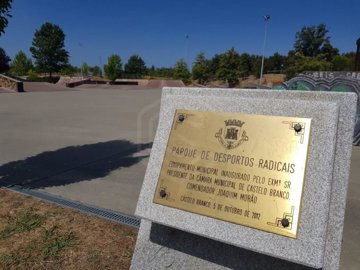 PARQUE DE DESPORTOS RADICAIS
EQUIPAMENTO MUNICIPAL INAUGURADO PELO EXMº SR
PRESIDENTE DA CÂMARA MUNICIPAL DE CASTELO BRANCO
COMENDADOR JOAQUIM MORÃO
CASTELO BRANCO, 5 DE OUTUBRO DE 2012